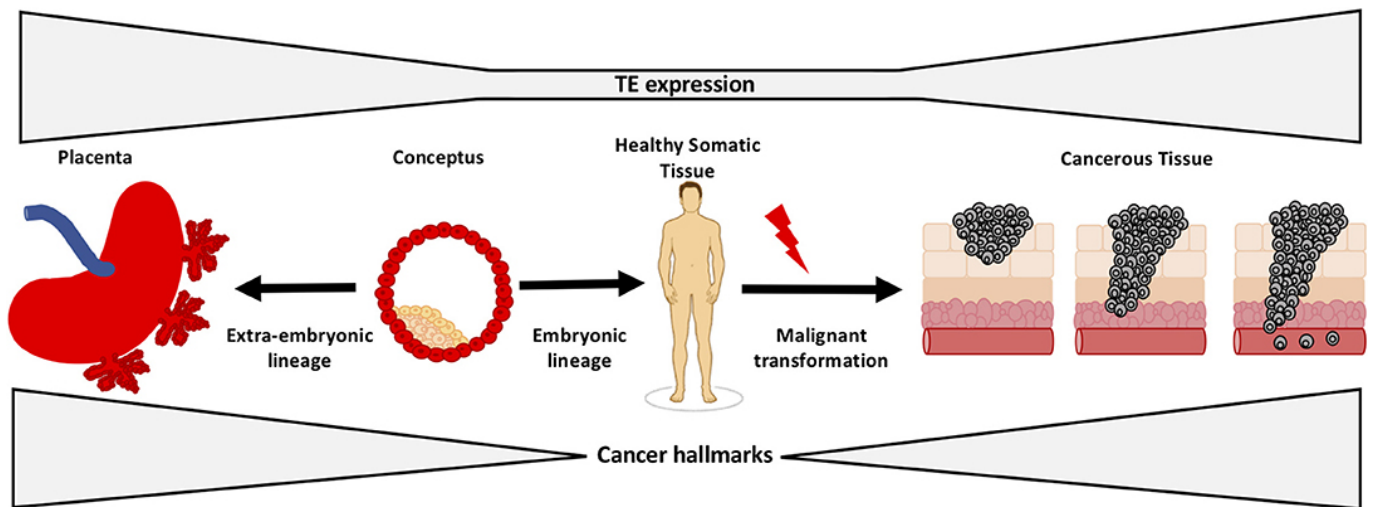 TE expression
Placenta
Conceptus
Healthy Somatic
Tissue
Cancerous Tissue
Extra-embryonic
lineage
Embryonic
lineage
Malignant
transformation
Cancer hallmarks